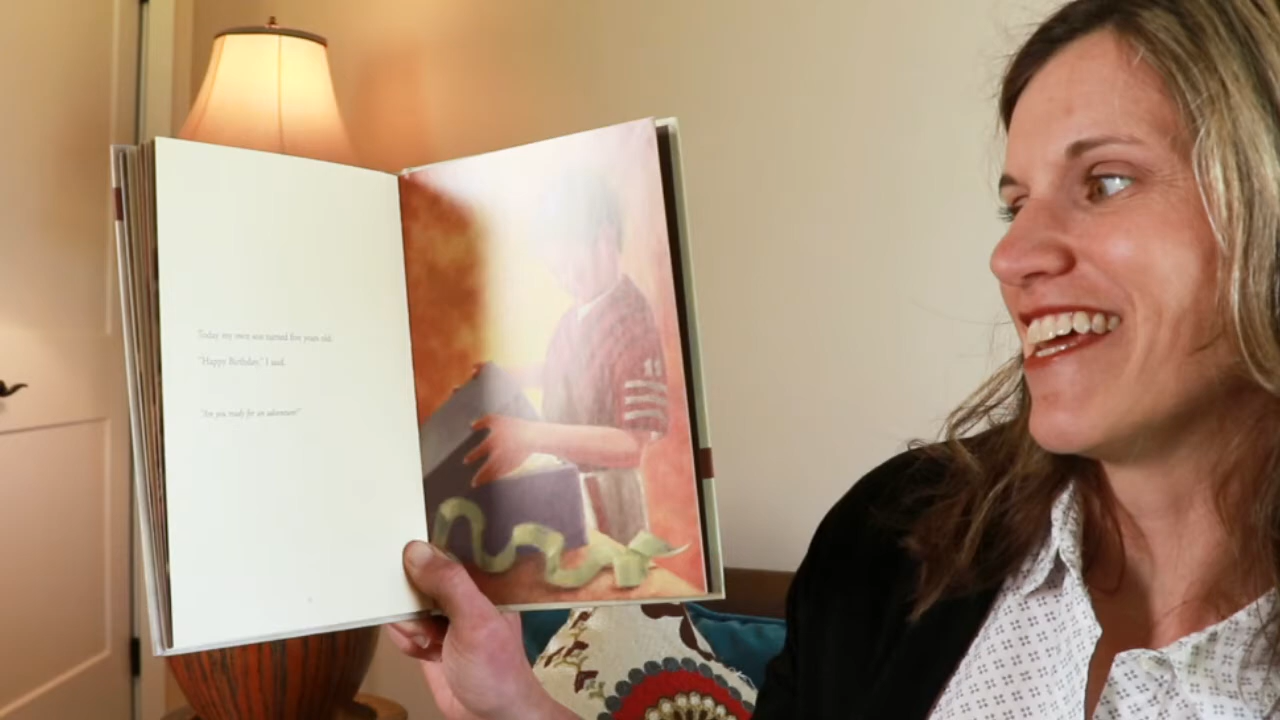 Today my own son turned five years old.
"Happy Birthday," I said.
"Are you ready for an adventure?"